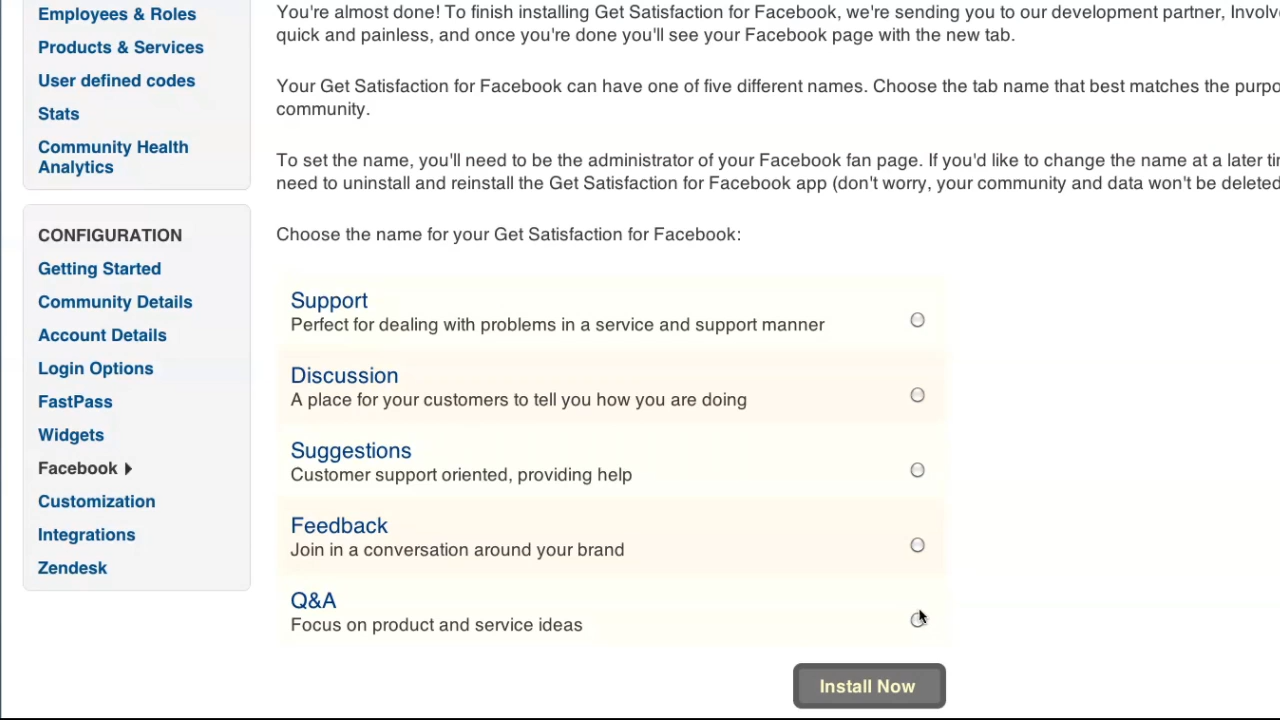 Employees & Roles
Products & Services
User defined codes
Stats
Community Health
Analytics
CONFIGURATION
Getting Started
Community Details
Account Details
Login Options
FastPass
Widgets
Facebook
Customization
Integrations
Zendesk
You're almost done! To finish installing Get Satisfaction for Facebook, we're sending you to our development partner,
quick and painless, and once you're done you'll see your Facebook page with the new tab.
Your Get Satisfaction for Facebook can have one of five different names. Choose the tab name that best matches the
community.
To set the name, you'll need to be the administrator of your Facebook fan page. If you'd like to change the name at a later
need to uninstall and reinstall the Get Satisfaction for Facebook app (don't worry, your community and data won't be deleted
Choose the name for your Get Satisfaction for Facebook:
Support
Perfect for dealing with problems in a service and support manner
Discussion
A place for your customers to tell you how you are doing
Suggestions
Customer support oriented, providing help
Feedback
Join in a conversation around your brand
Q&A
Focus on product and service ideas
Install Now